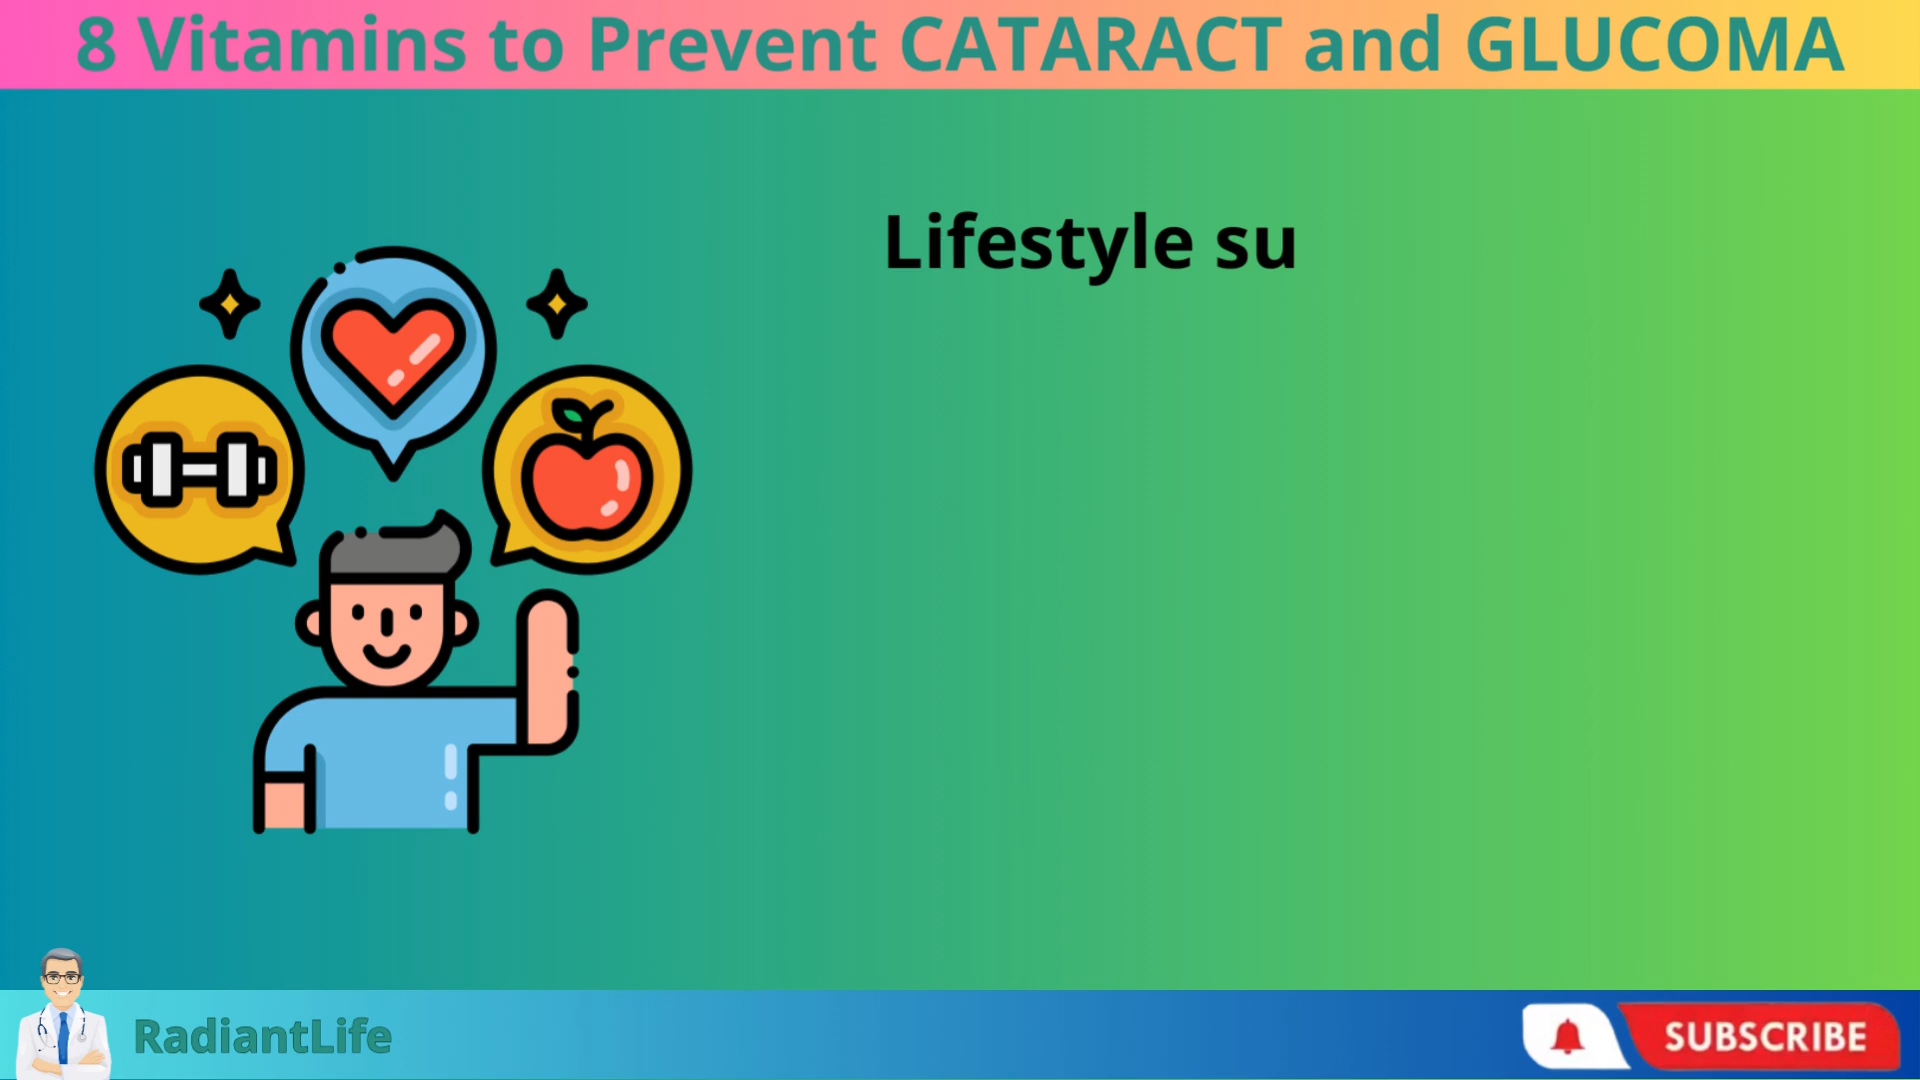 8 Vitamins to Prevent CATARACT and GLUCOMA
Lifestyle su
RadiantLife
SUBSCRIBE